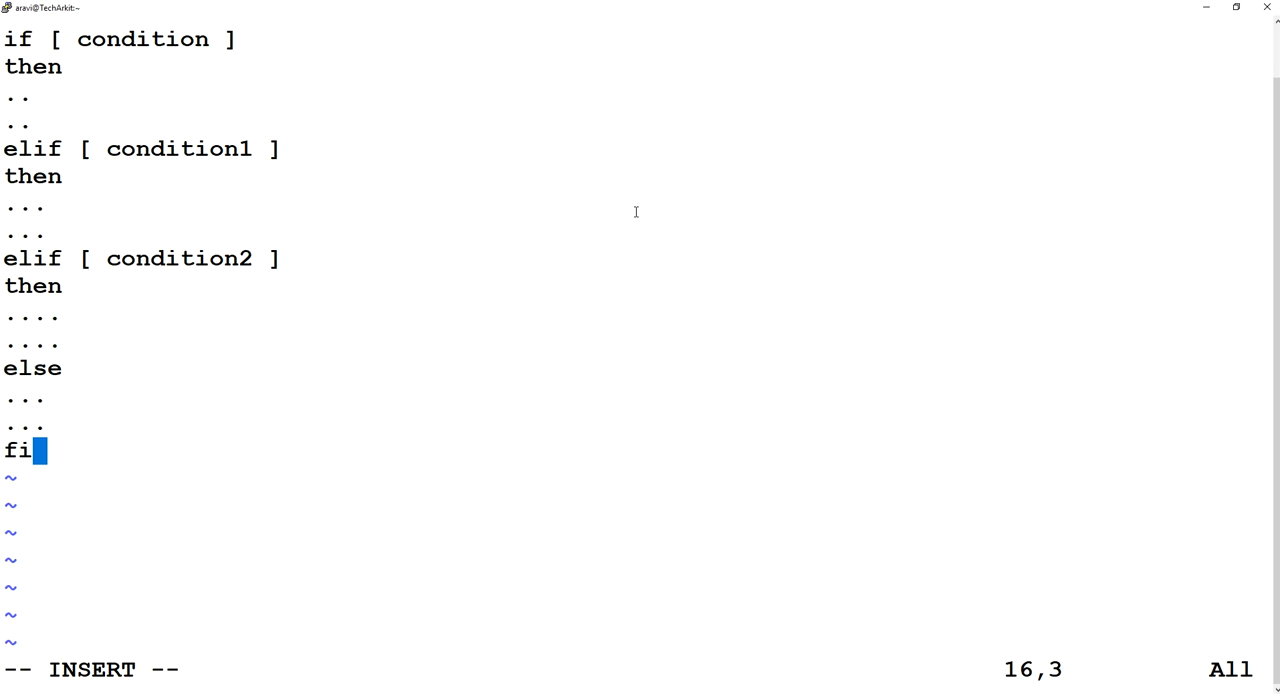 aravi@TechArkit:~
if [ condition ]
then
..
..
elif [ condition1 ]
then
...
...
elif [ condition2 ]
then
....
....
else
...
...
fi
~
~
~
~
~
~
~
-- INSERT -- 16,3 All